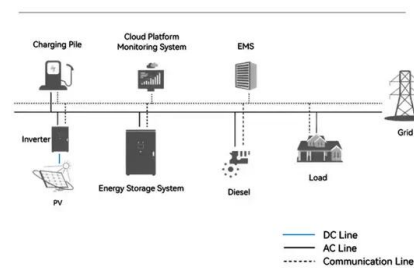 Charging Pile
Cloud Platform
Monitoring System
EMS
Grid
Inverter
PV
Energy Storage System
Diesel
Load
DC Line
AC Line
Communication Line